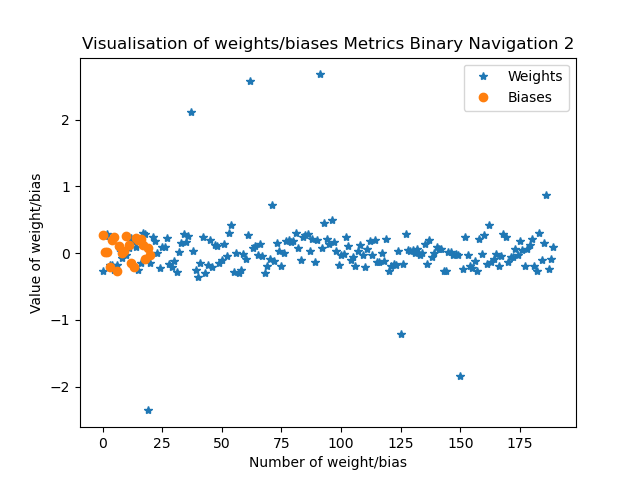 Visualisation of weights/biases Metrics Binary Navigation 2
Weights
Biases
Value of weight/bias
2
1
0
−1
−2
0 25 50 75 100 125 150 175
Number of weight/bias